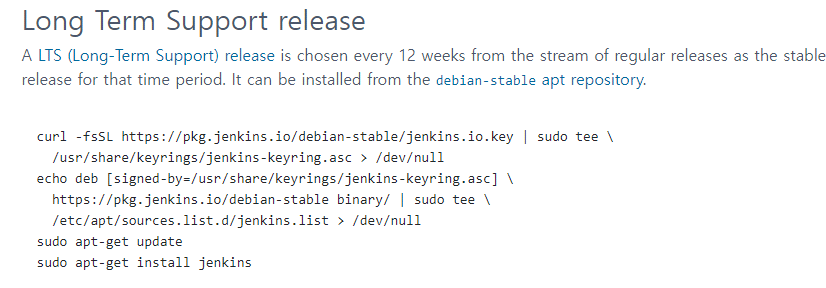 Long Term Support release
A LTS (Long-Term Support) release is chosen every 12 weeks from the stream of regular releases as the stable
release for that time period. It can be installed from the debian-stable apt repository.
curl -fsSL https://pkg.jenkins.io/debian-stable/jenkins.io.key | sudo tee \
  /usr/share/keyrings/jenkins-keyring.asc > /dev/null
echo deb [signed-by=/usr/share/keyrings/jenkins-keyring.asc] \
  https://pkg.jenkins.io/debian-stable binary/ | sudo tee \
  /etc/apt/sources.list.d/jenkins.list > /dev/null
sudo apt-get update
sudo apt-get install jenkins